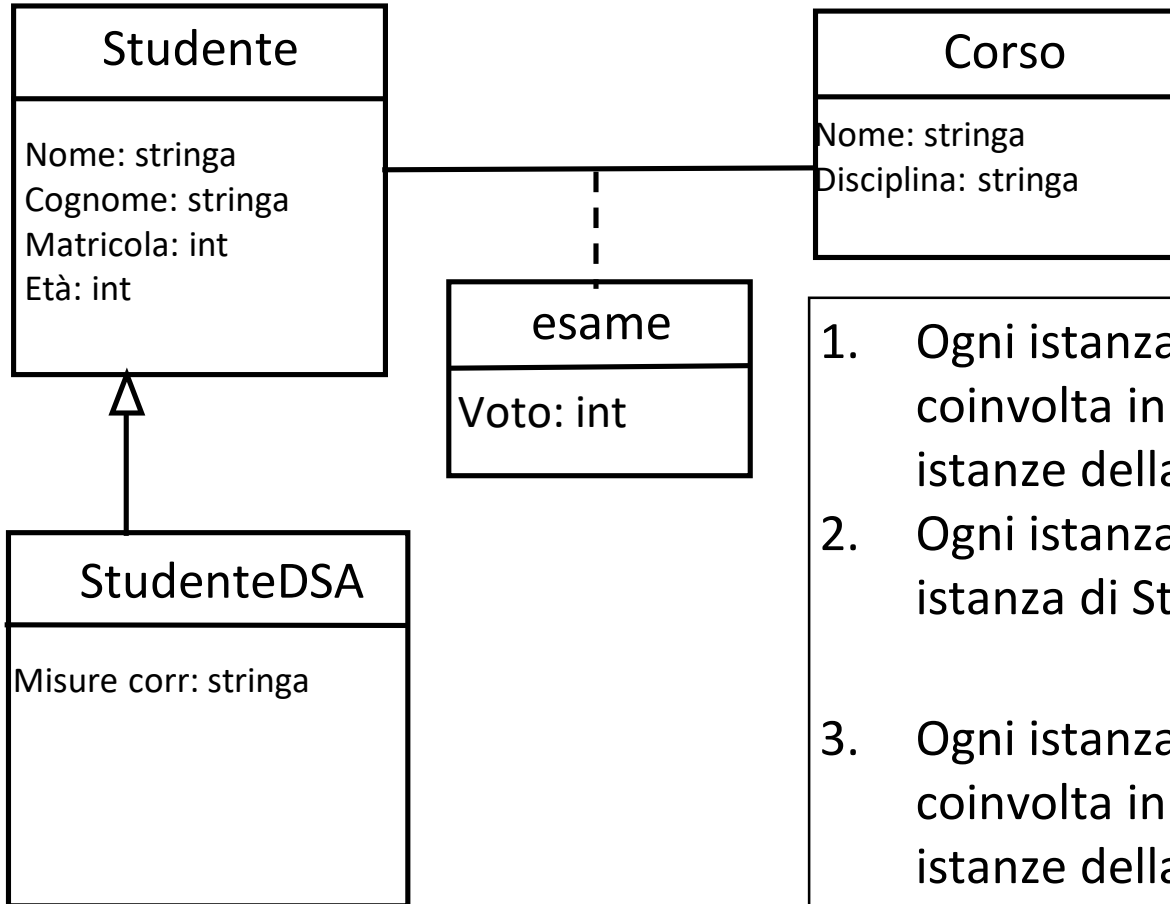 Studente
Nome: stringa
Cognome: stringa
Matricola: int
Età: int
Corso
Nome: stringa
Disciplina: stringa
esame
Voto: int
StudenteDSA
Misure corr: stringa
1. Ogni istanza
coinvolta in
istanze della
2. Ogni istanza
istanza di St
3. Ogni istanza
coinvolta in
istanze della